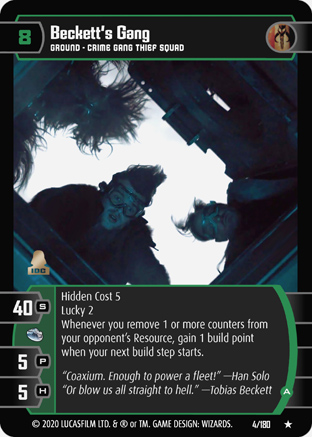 8
Beckett's Gang
GROUND - CRIME GANG THIEF SQUAD
100
40 S
5 P
5 H
Hidden Cost 5
Lucky 2
Whenever you remove 1 or more counters from
your opponent's Resource, gain 1 build point
when your next build step starts.
"Coaxium. Enough to power a fleet!" —Han Solo
"Or blow us all straight to hell." —Tobias Beckett
A
© 2020 LUCASFILM LTD. & ® or TM. GAME DESIGN: WIZARDS.
4/180